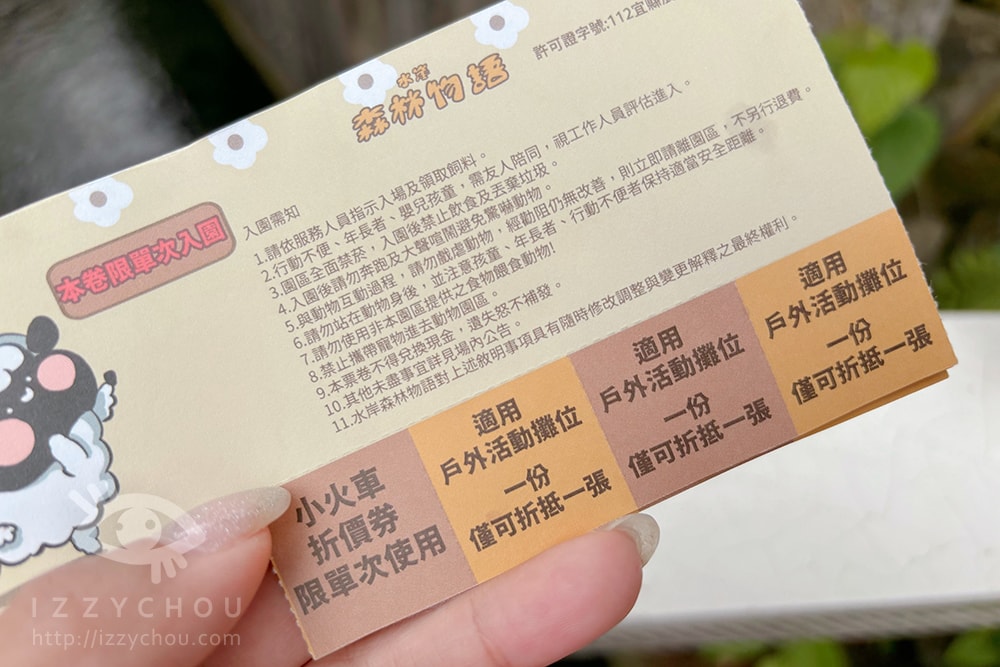 水岸
森林物語
許可證字號:112宜縣
本卷限單次入園
入園需知
1.請依服務人員指示入場及領取飼料。
2.行動不便、年長者、嬰兒孩童,需友人陪同,視工作人員評估進入。
3.園區全面禁菸,入園後禁止飲食及丟棄垃圾。
4.入園後請勿奔跑及大聲喧鬧避免驚嚇動物。
5.與動物互動過程,請勿戲虐動物,經勸阻仍無改善,則立即請離園區,不另行退費。
6.請勿站在動物身後,並注意孩童、年長者、行動不便者保持適當安全距離。
7.請勿使用非本園區提供之食物餵食動物!
8.禁止攜帶寵物進去動物園區。
9.本票卷不得兌換現金,遺失恕不補發。
10.其他未盡事宜詳見場內公告。
11.水岸森林物語對上述敘明事項具有隨時修改調整與變更解釋之最終權利。
小火車
折價券
限單次使用
適用
戶外活動攤位
一份
僅可折抵一張
適用
戶外活動攤位
一份
僅可折抵一張
適用
戶外活動攤位
一份
僅可折抵一張
IZZYCHOU
http://izzychou.com